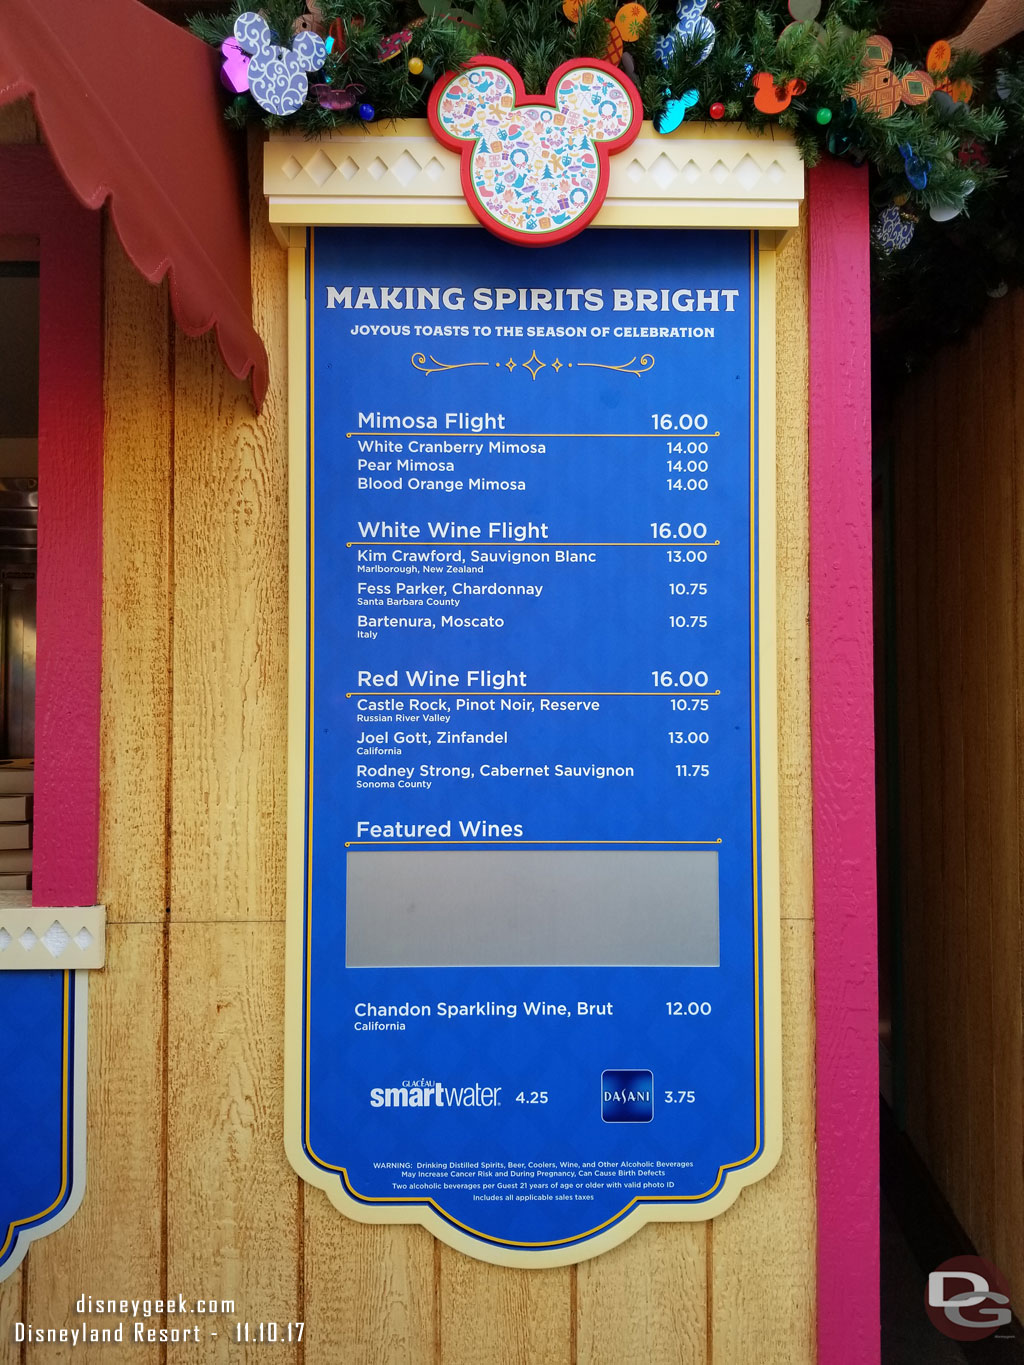 MAKING SPIRITS BRIGHT
JOYOUS TOASTS TO THE SEASON OF CELEBRATION
Mimosa Flight 16.00
White Cranberry Mimosa 14.00
Pear Mimosa 14.00
Blood Orange Mimosa 14.00
White Wine Flight 16.00
Kim Crawford, Sauvignon Blanc 13.00
Marlborough, New Zealand
Fess Parker, Chardonnay 10.75
Santa Barbara County
Bartenura, Moscato 10.75
Italy
Red Wine Flight 16.00
Castle Rock, Pinot Noir, Reserve 10.75
Russian River Valley
Joel Gott, Zinfandel 13.00
California
Rodney Strong, Cabernet Sauvignon 11.75
Sonoma County
Featured Wines
Chandon Sparkling Wine, Brut 12.00
California
GLACÉAU
smartwater 4.25 DASANI 3.75
WARNING: Drinking Distilled Spirits, Beer, Coolers, Wine, and Other Alcoholic Beverages
May Increase Cancer Risk and During Pregnancy, Can Cause Birth Defects
Two alcoholic beverages per Guest 21 years of age or older with valid photo ID
Includes all applicable sales taxes
disneygeek.com
Disneyland Resort - 11.10.17
DG